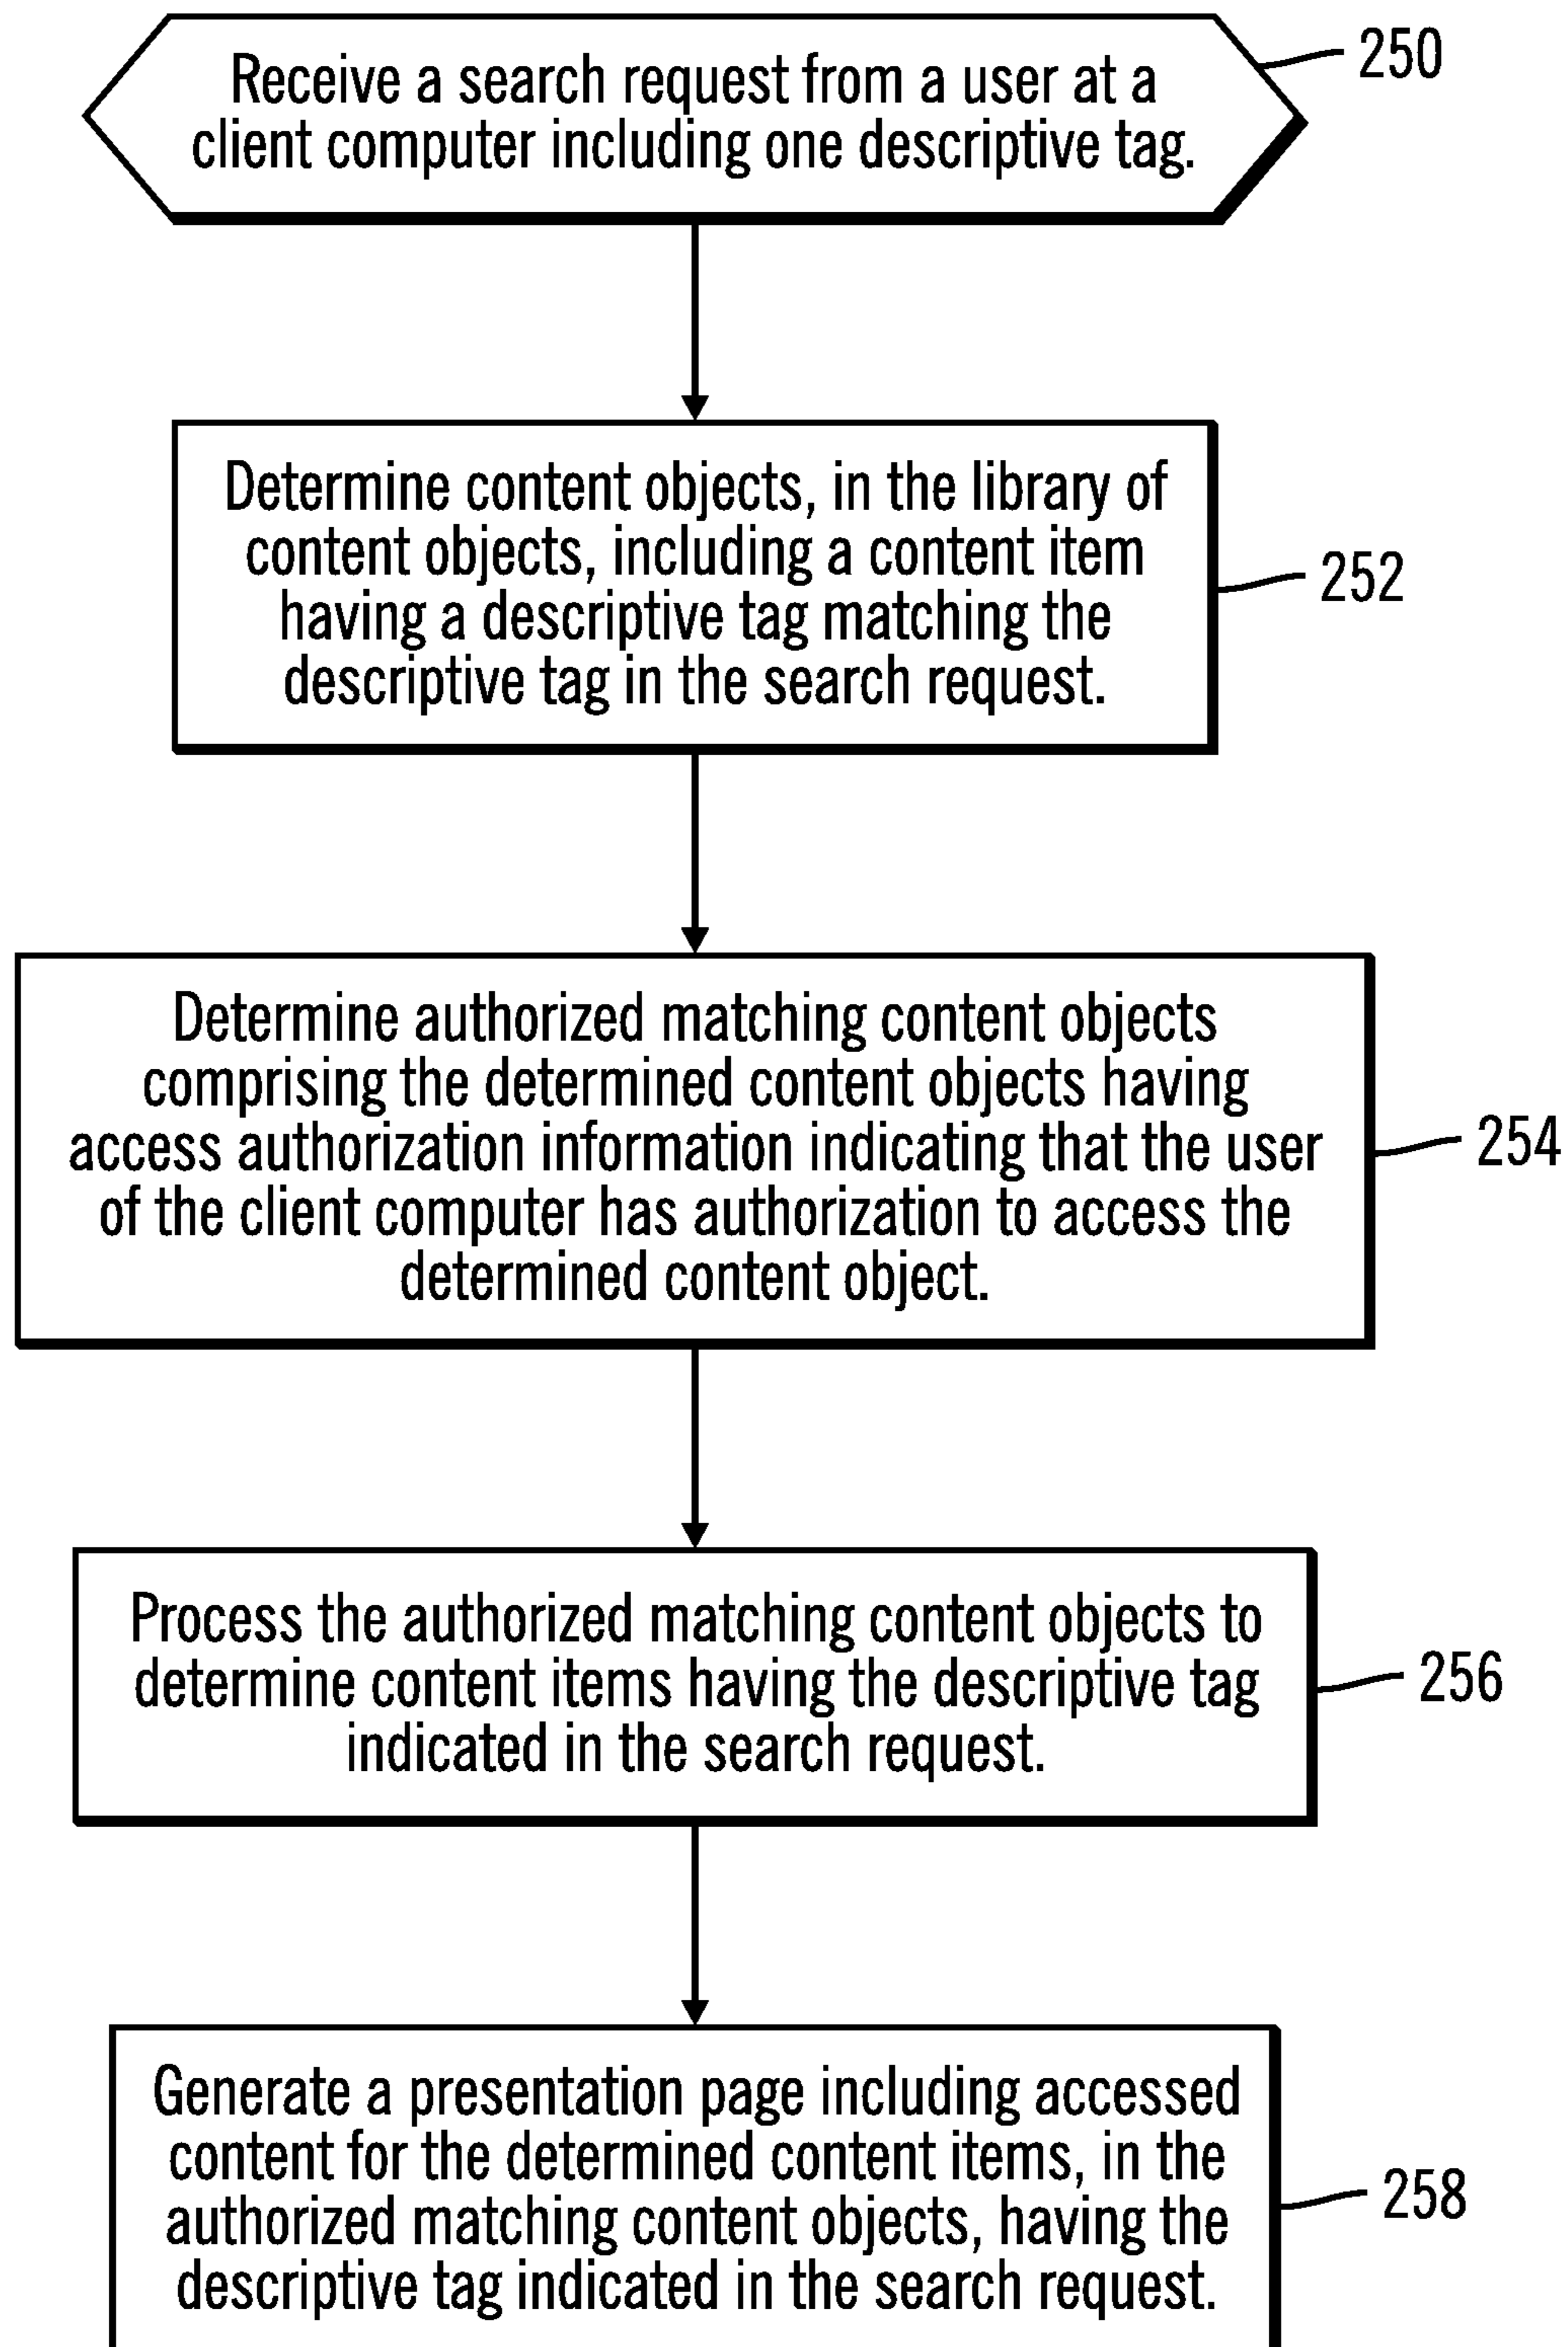 Receive a search request from a user at a
client computer including one descriptive tag.
250
Determine content objects, in the library of
content objects, including a content item
having a descriptive tag matching the
descriptive tag in the search request.
252
Determine authorized matching content objects
comprising the determined content objects having
access authorization information indicating that the user
of the client computer has authorization to access the
determined content object.
254
Process the authorized matching content objects to
determine content items having the descriptive tag
indicated in the search request.
256
Generate a presentation page including accessed
content for the determined content items, in the
authorized matching content objects, having the
descriptive tag indicated in the search request.
258